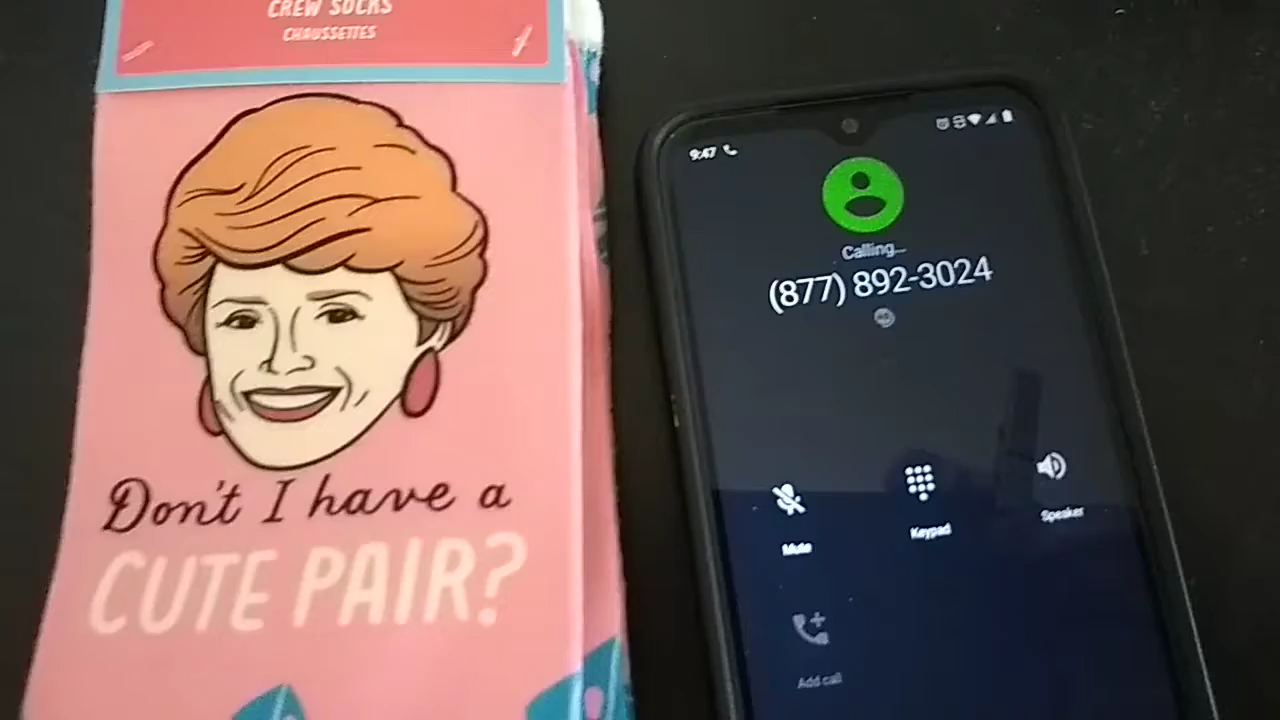 CREW SOCKS
CHAUSSETTES
Don't I have a
CUTE PAIR?
9:47
Calling...
(877) 892-3024
Mute
Keypad
Speaker
Add call